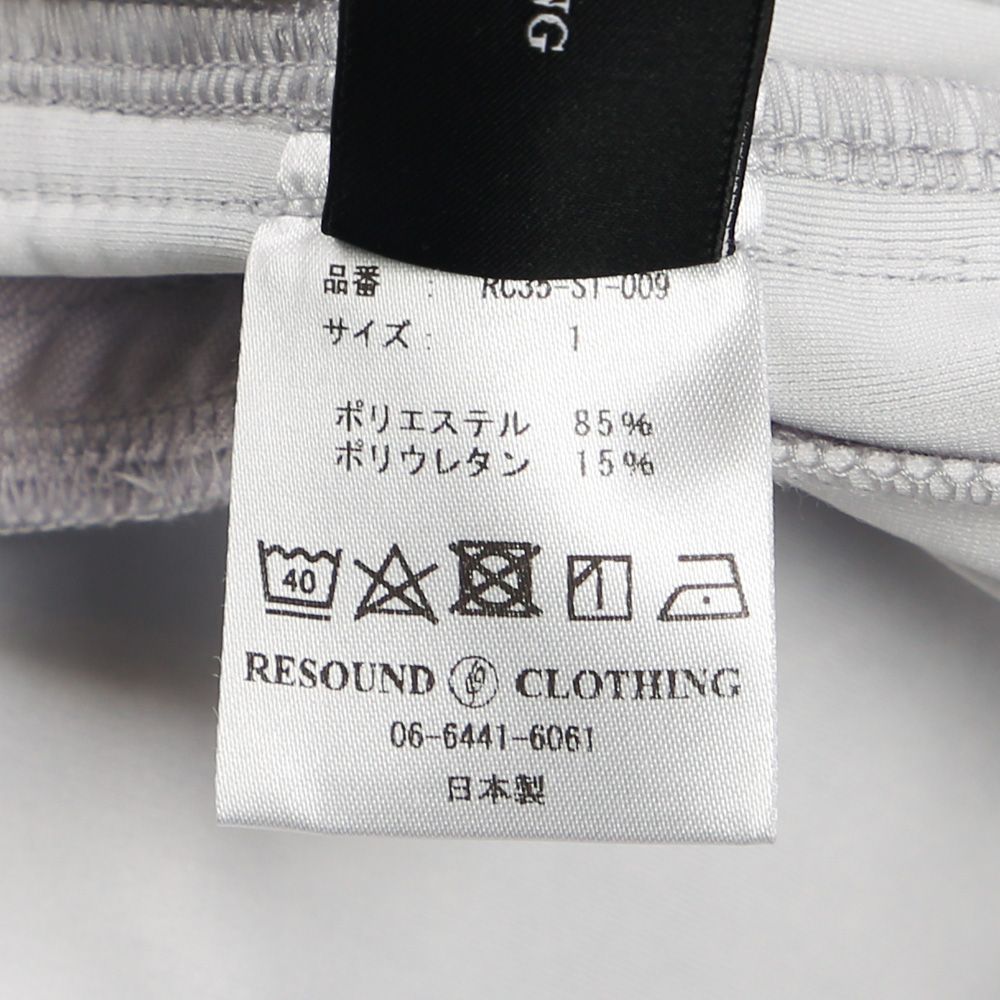 NG
品番 : RC35-ST-009
サイズ: 1
ポリエステル 85%
ポリウレタン 15%
40
RESOUND CLOTHING
06-6441-6061
日本製